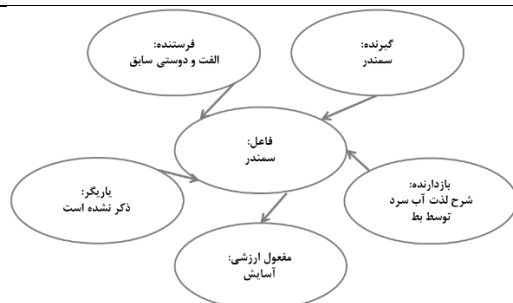 گیرنده:
سمندر
فرستنده:
الفت و دوستی سابق
فاعل:
سمندر
بازدارنده:
شرح لذت آب سرد
توسط بط
یاریگر:
ذکر نشده است
مفعول ارزشی:
آسایش